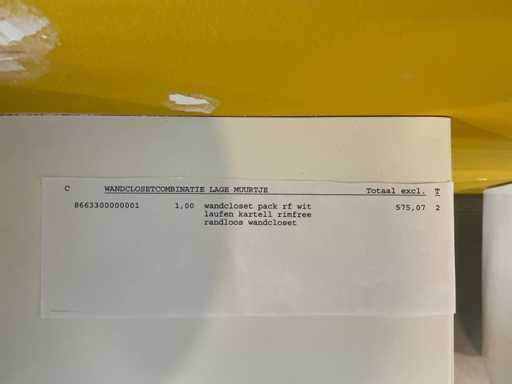 C WANDCLOSETCOMBINATIE LAGE MUURTJE Totaal excl. T
8663300000001 1,00 wandcloset pack rf wit 575,07 2
laufen kartell rimfree
randloos wandcloset